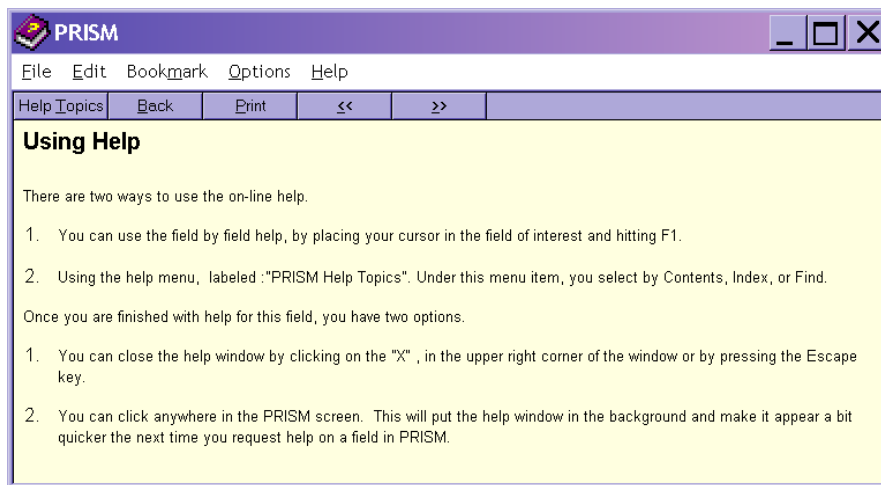 PRISM
File Edit Bookmark Options Help
Help Topics Back Print << >>
Using Help
There are two ways to use the on-line help.
1. You can use the field by field help, by placing your cursor in the field of interest and hitting F1.
2. Using the help menu, labeled :"PRISM Help Topics". Under this menu item, you select by Contents, Index, or Find.
Once you are finished with help for this field, you have two options.
1. You can close the help window by clicking on the "X" , in the upper right corner of the window or by pressing the Escape
key.
2. You can click anywhere in the PRISM screen. This will put the help window in the background and make it appear a bit
quicker the next time you request help on a field in PRISM.